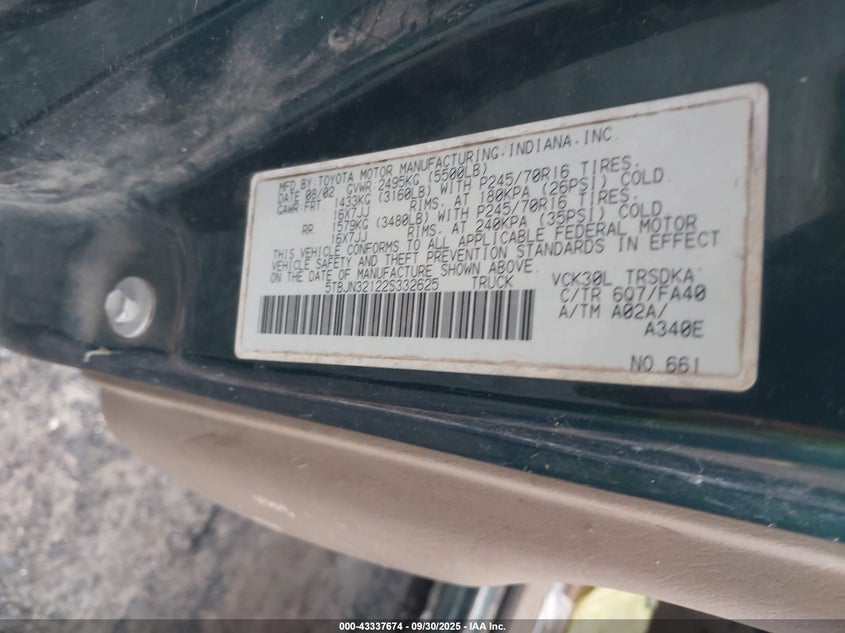 MFD BY: TOYOTA MOTOR MANUFACTURING, INDIANA, INC.
DATE 08/02 GVWR 2495KG (5500LB)
GAWR FRT 1433KG (3160LB) WITH P245/70R16 TIRES,
16X7JJ RIMS, AT 180KPA (26PSI) COLD
RR 1579KG (3480LB) WITH P245/70R16 TIRES,
16X7JJ RIMS, AT 240KPA (35PSI) COLD
THIS VEHICLE CONFORMS TO ALL APPLICABLE FEDERAL MOTOR
VEHICLE SAFETY AND THEFT PREVENTION STANDARDS IN EFFECT
ON THE DATE OF MANUFACTURE SHOWN ABOVE.
5TBJN32122S332625 TRUCK
VCK30L TRSDKA
C/TR 6Q7/FA40
A/TM A02A/
A340E
NO 661
000-43337674 - 09/30/2025 - IAA Inc.